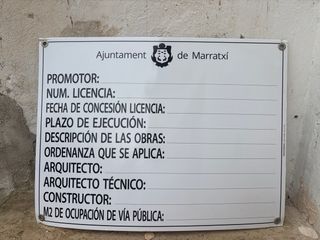 Ajuntament de Marratxí
PROMOTOR:
NUM. LICENCIA:
FECHA DE CONCESIÓN LICENCIA:
PLAZO DE EJECUCIÓN:
DESCRIPCIÓN DE LAS OBRAS:
ORDENANZA QUE SE APLICA:
ARQUITECTO:
ARQUITECTO TÉCNICO:
CONSTRUCTOR:
M2 DE OCUPACIÓN DE VÍA PÚBLICA: